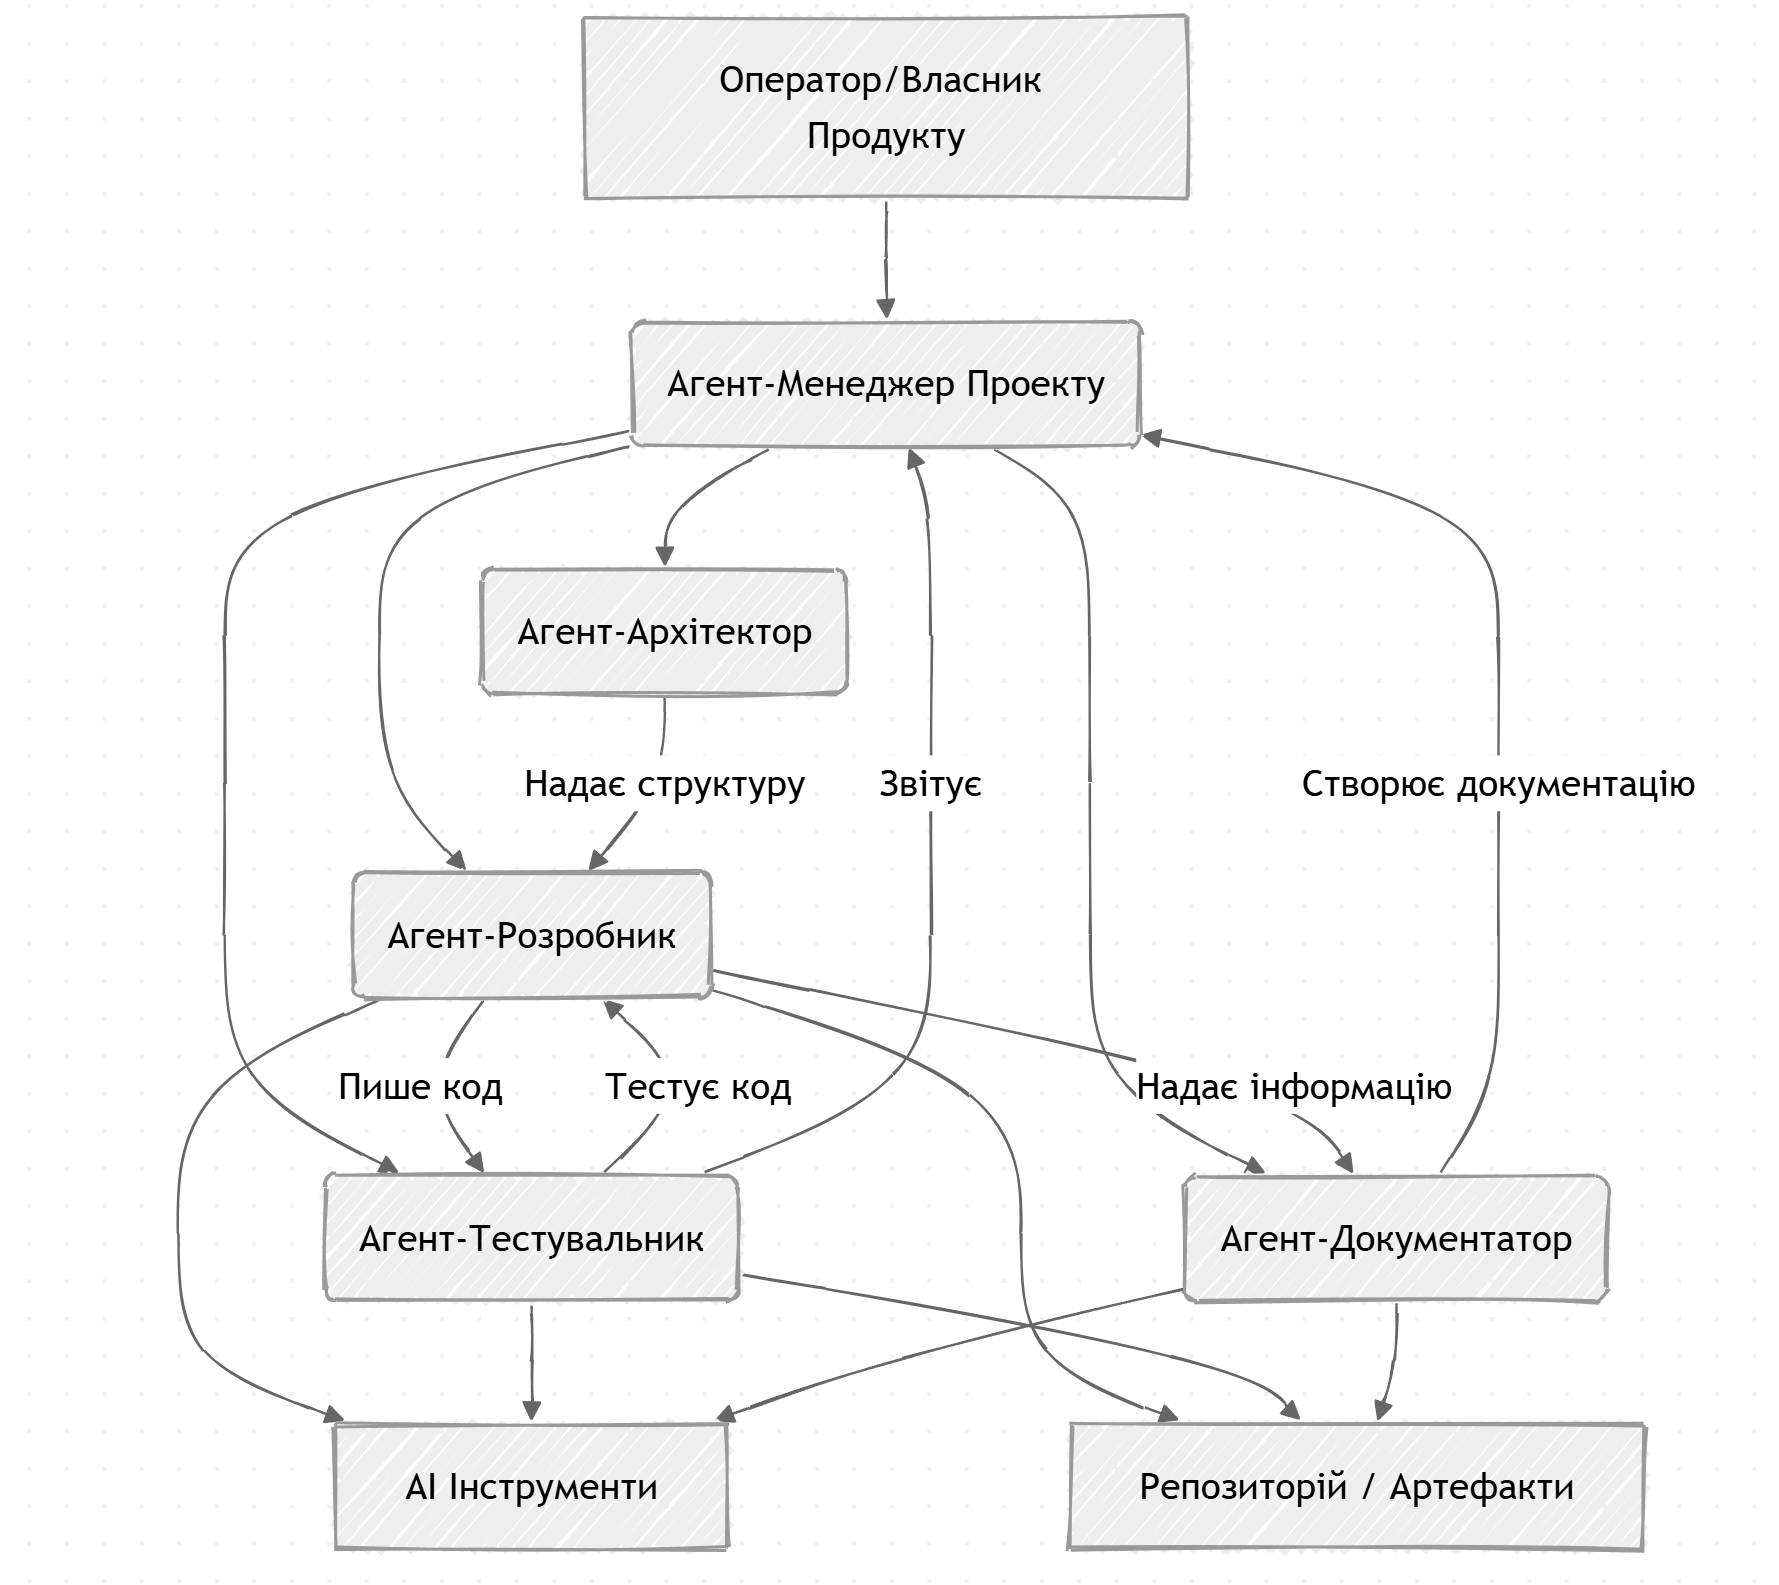 Оператор/Власник
Продукту
Агент-Менеджер Проекту
Агент-Архітектор
Надає структуру
Звітує
Створює документацію
Агент-Розробник
Пише код
Тестує код
Надає інформацію
Агент-Тестувальник
Агент-Документатор
АІ Інструменти
Репозиторій / Артефакти